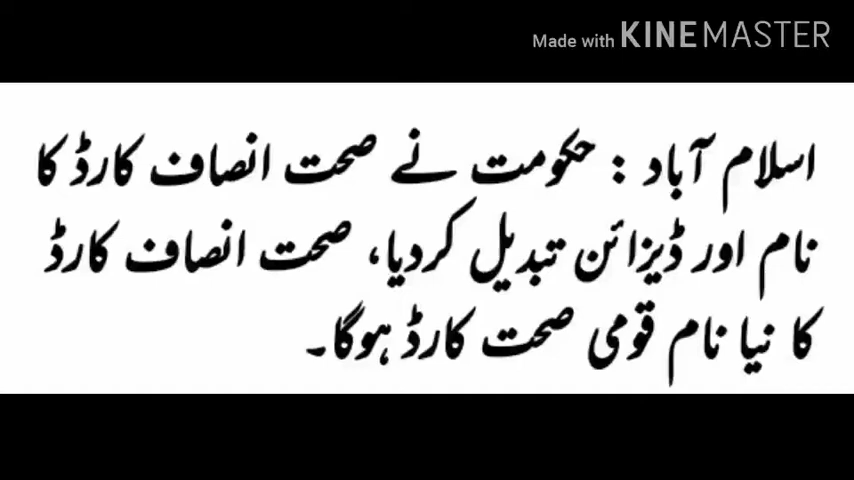 Made with KINEMASTER
اسلام آباد : حکومت نے صحت انصاف کارڈ کا
نام اور ڈیزائن تبدیل کردیا، صحت انصاف کارڈ
کا نیا نام قومی صحت کارڈ ہوگا۔